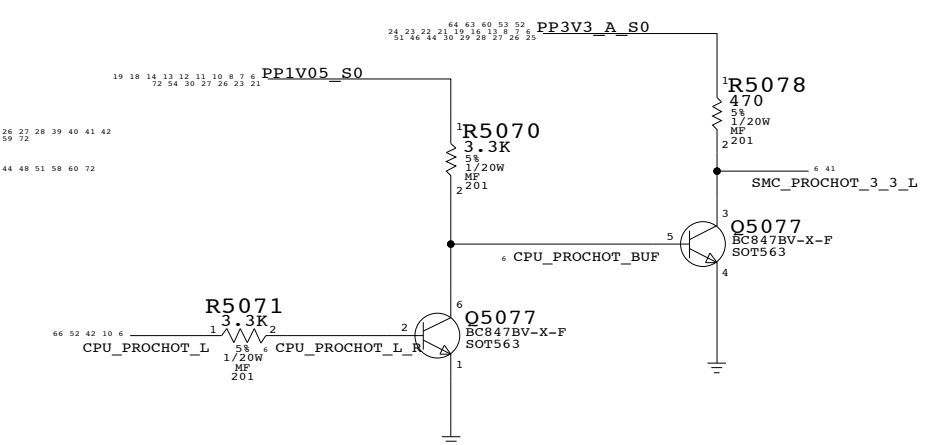 64 63 60 53 52
24 23 22 21 19 16 13 8 7 6
51 46 44 30 29 28 27 26 25
PP3V3_A_S0
19 18 14 13 12 11 10 8 7 6
72 54 30 27 26 23 21
PP1V05_S0
1
R5078
470
5%
1/20W
MF
201
2
26 27 28 39 40 41 42
59 72
1
R5070
3.3K
5%
1/20W
MF
201
2
44 48 51 58 60 72
6 41
SMC_PROCHOT_3_3_L
3
Q5077
BC847BV-X-F
SOT563
5
4
6 CPU_PROCHOT_BUF
R5071
3.3K
6
Q5077
BC847BV-X-F
SOT563
66 52 42 10 6
1
2
2
CPU_PROCHOT_L
5%
1/20W
MF
201
6 CPU_PROCHOT_L_R
1